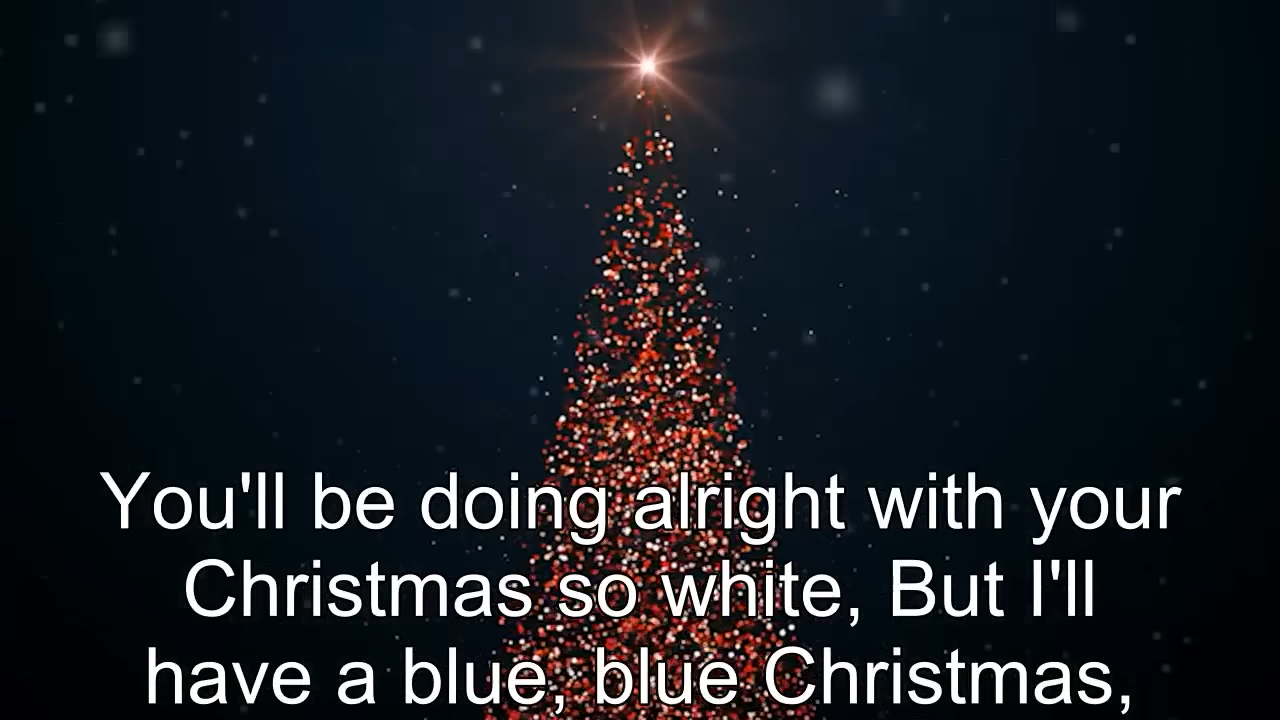 You'll be doing alright with your
Christmas so white, But I'll
have a blue, blue Christmas,